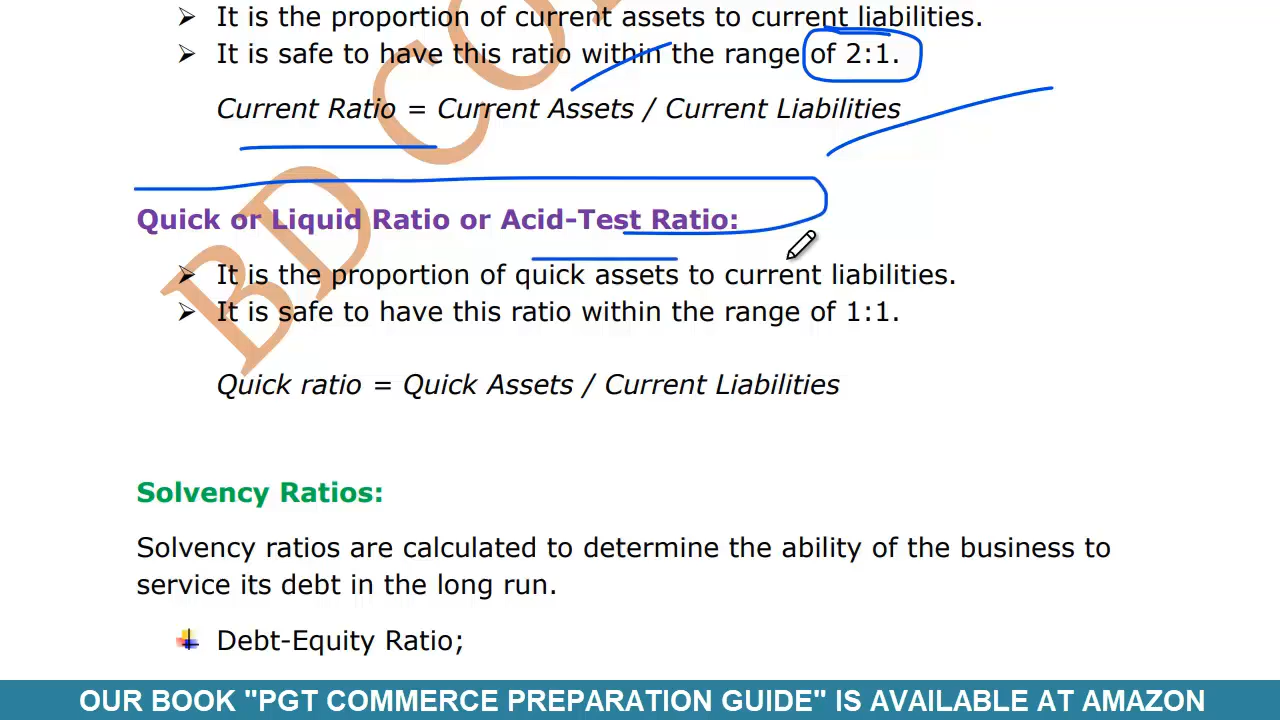 ➢ It is the proportion of current assets to current liabilities.
➢ It is safe to have this ratio within the range of 2:1.
Current Ratio = Current Assets / Current Liabilities
Quick or Liquid Ratio or Acid-Test Ratio:
➢ It is the proportion of quick assets to current liabilities.
➢ It is safe to have this ratio within the range of 1:1.
Quick ratio = Quick Assets / Current Liabilities
Solvency Ratios:
Solvency ratios are calculated to determine the ability of the business to
service its debt in the long run.
Debt-Equity Ratio;
OUR BOOK "PGT COMMERCE PREPARATION GUIDE" IS AVAILABLE AT AMAZON
BD CO